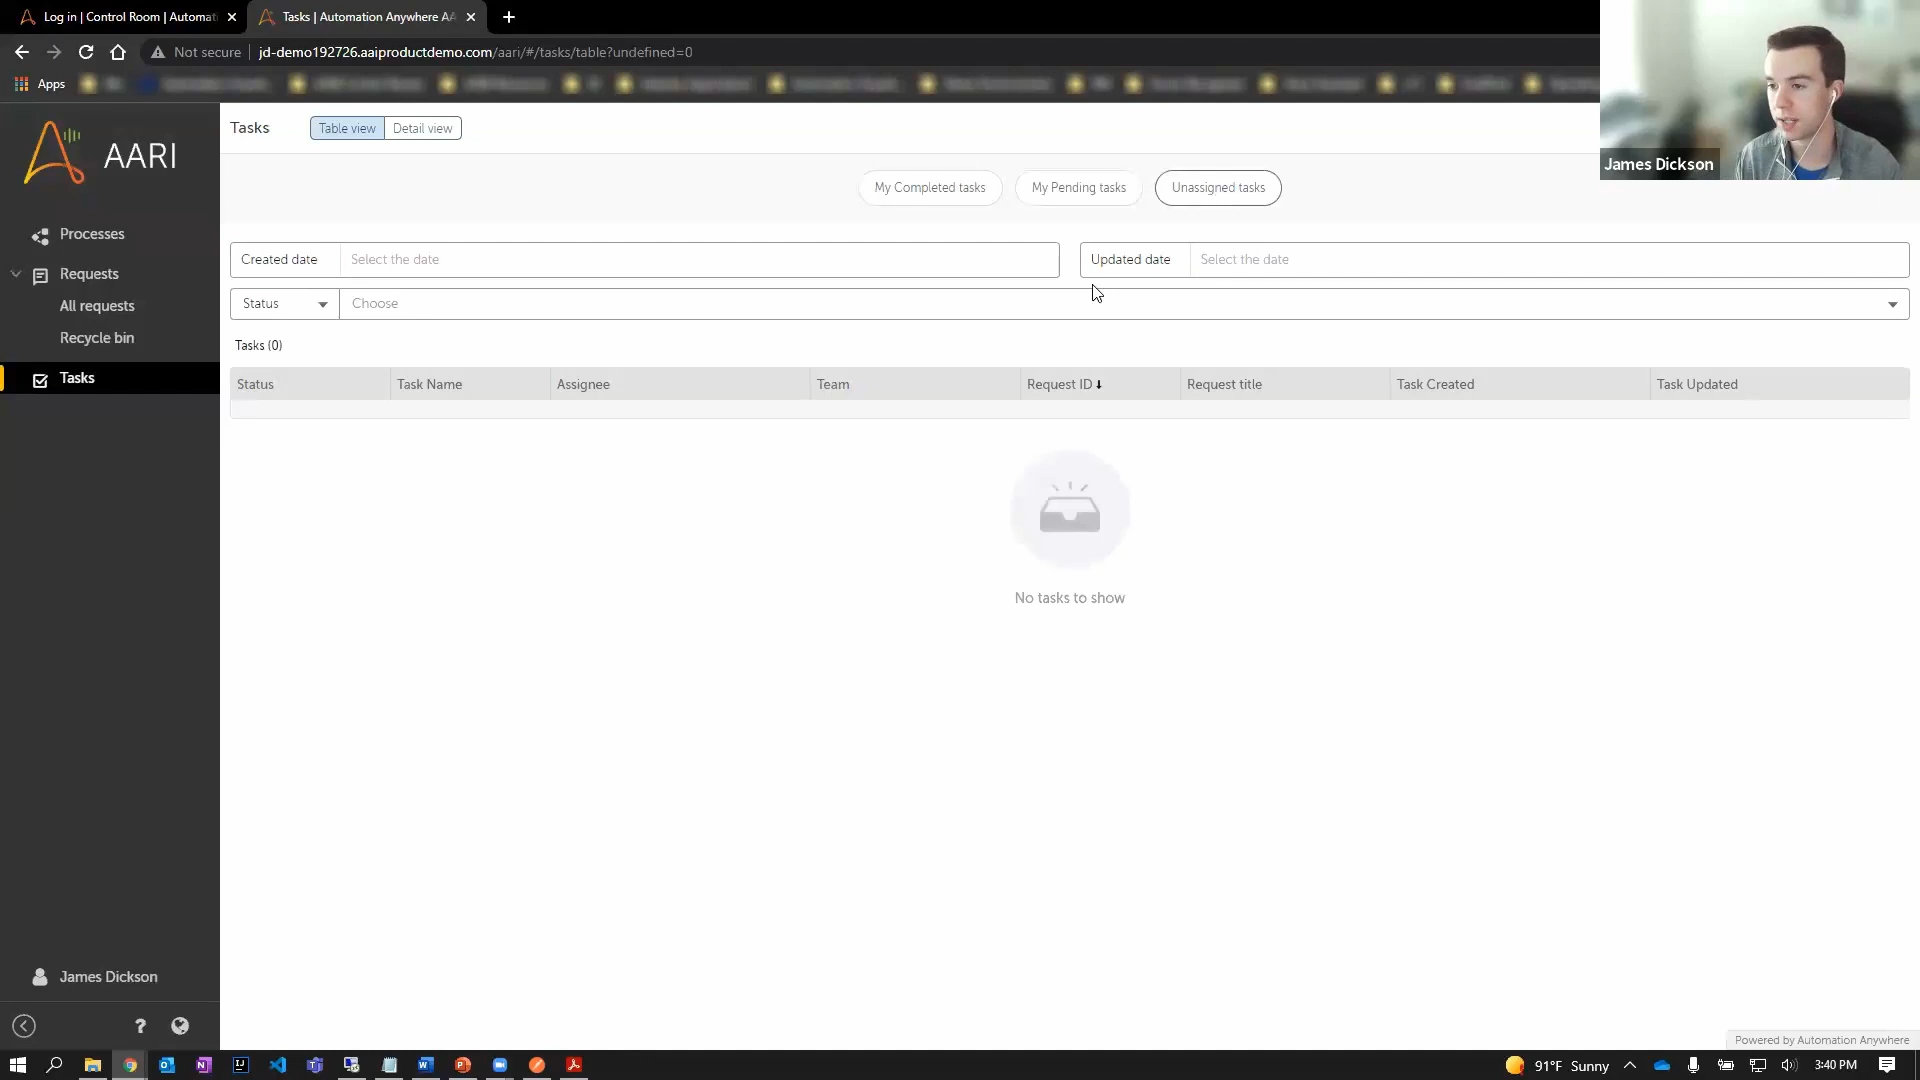 Log in | Control Room | Automat
Tasks | Automation Anywhere AA
Not secure
jd-demo192726.aaiproductdemo.com/aari/#/tasks/table?undefined=0
Apps
James Dickson
AARI
Processes
Requests
All requests
Recycle bin
Tasks
James Dickson
?
Tasks
Table view
Detail view
My Completed tasks
My Pending tasks
Unassigned tasks
Created date
Select the date
Updated date
Select the date
Status
Choose
Tasks (0)
Status
Task Name
Assignee
Team
Request ID
Request title
Task Created
Task Updated
No tasks to show
Powered by Automation Anywhere
91°F Sunny
3:40 PM